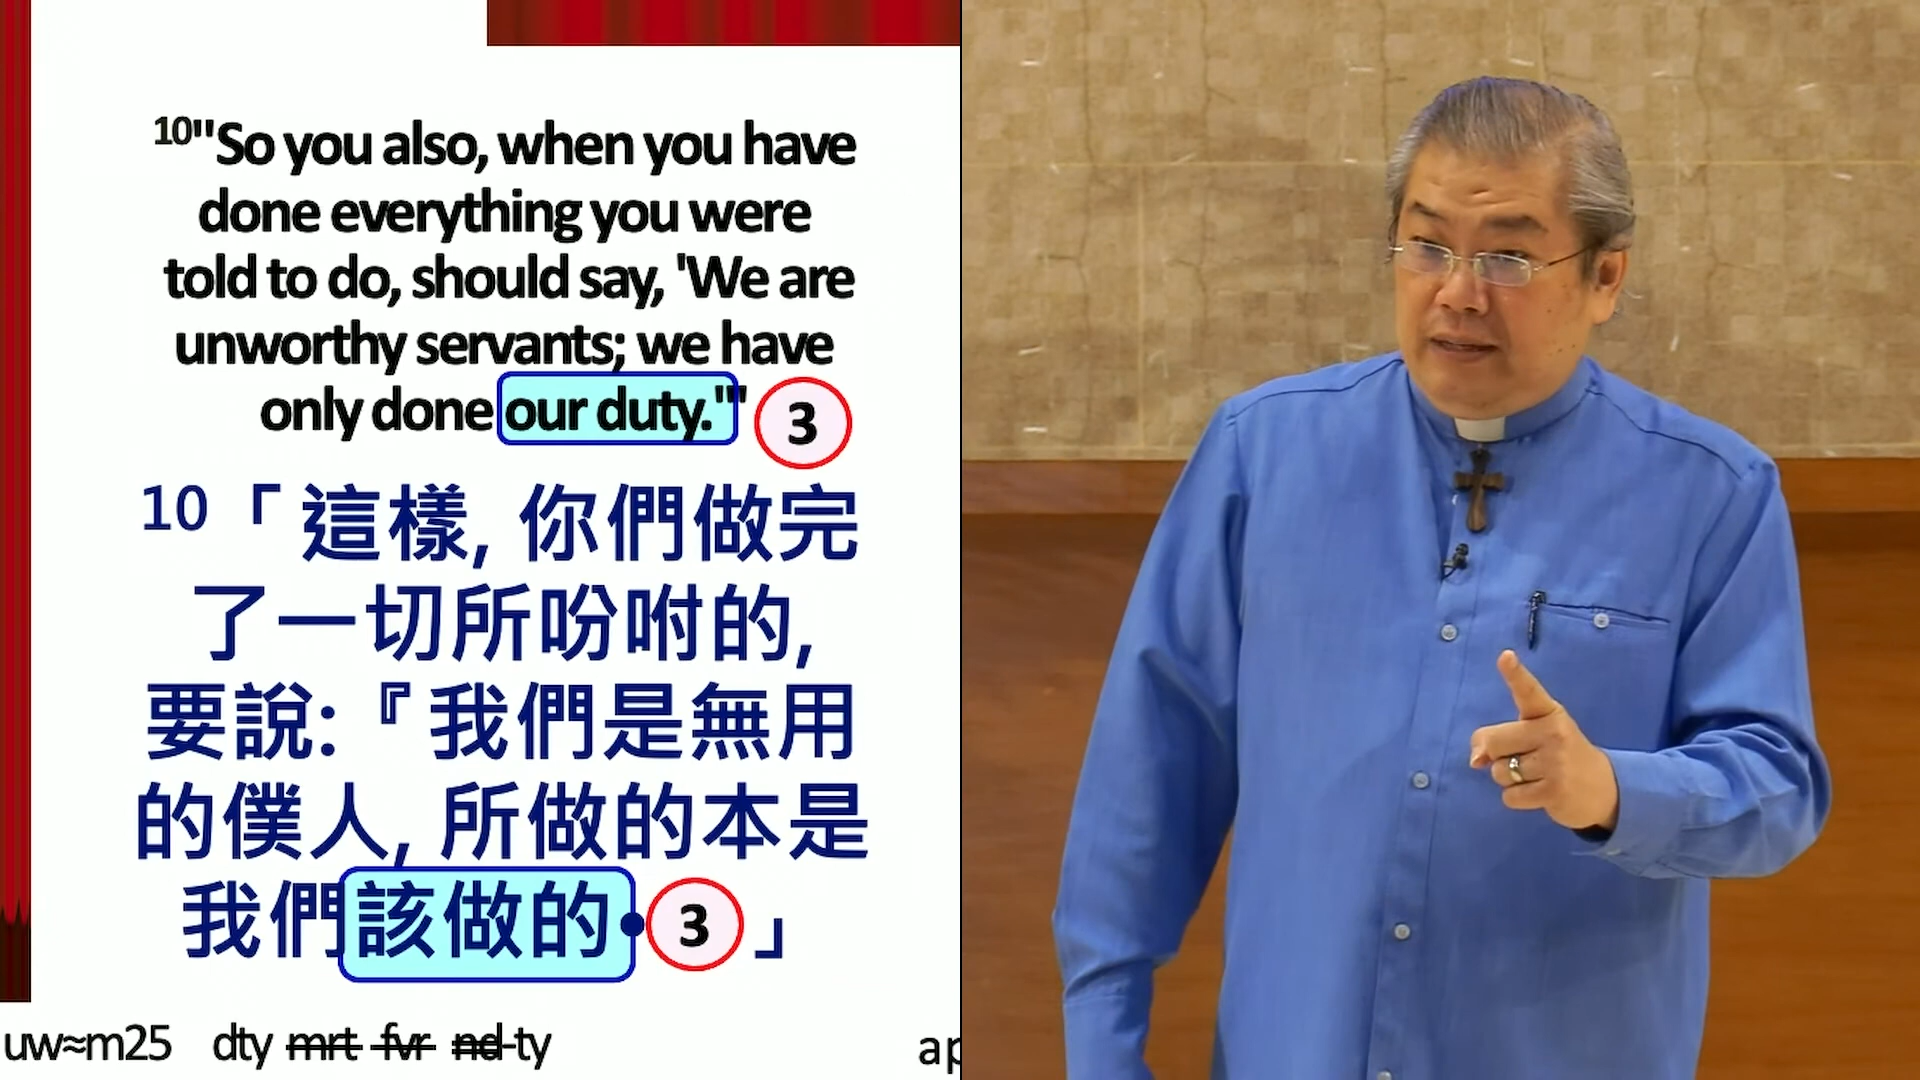 10"So you also, when you have
done everything you were
told to do, should say, 'We are
unworthy servants; we have
only done our duty.'" 3
10「這樣, 你們做完
了一切所吩咐的,
要說:『我們是無用
的僕人, 所做的本是
我們該做的•3」
uw≈m25 dty mrt fvr nd-ty
ap